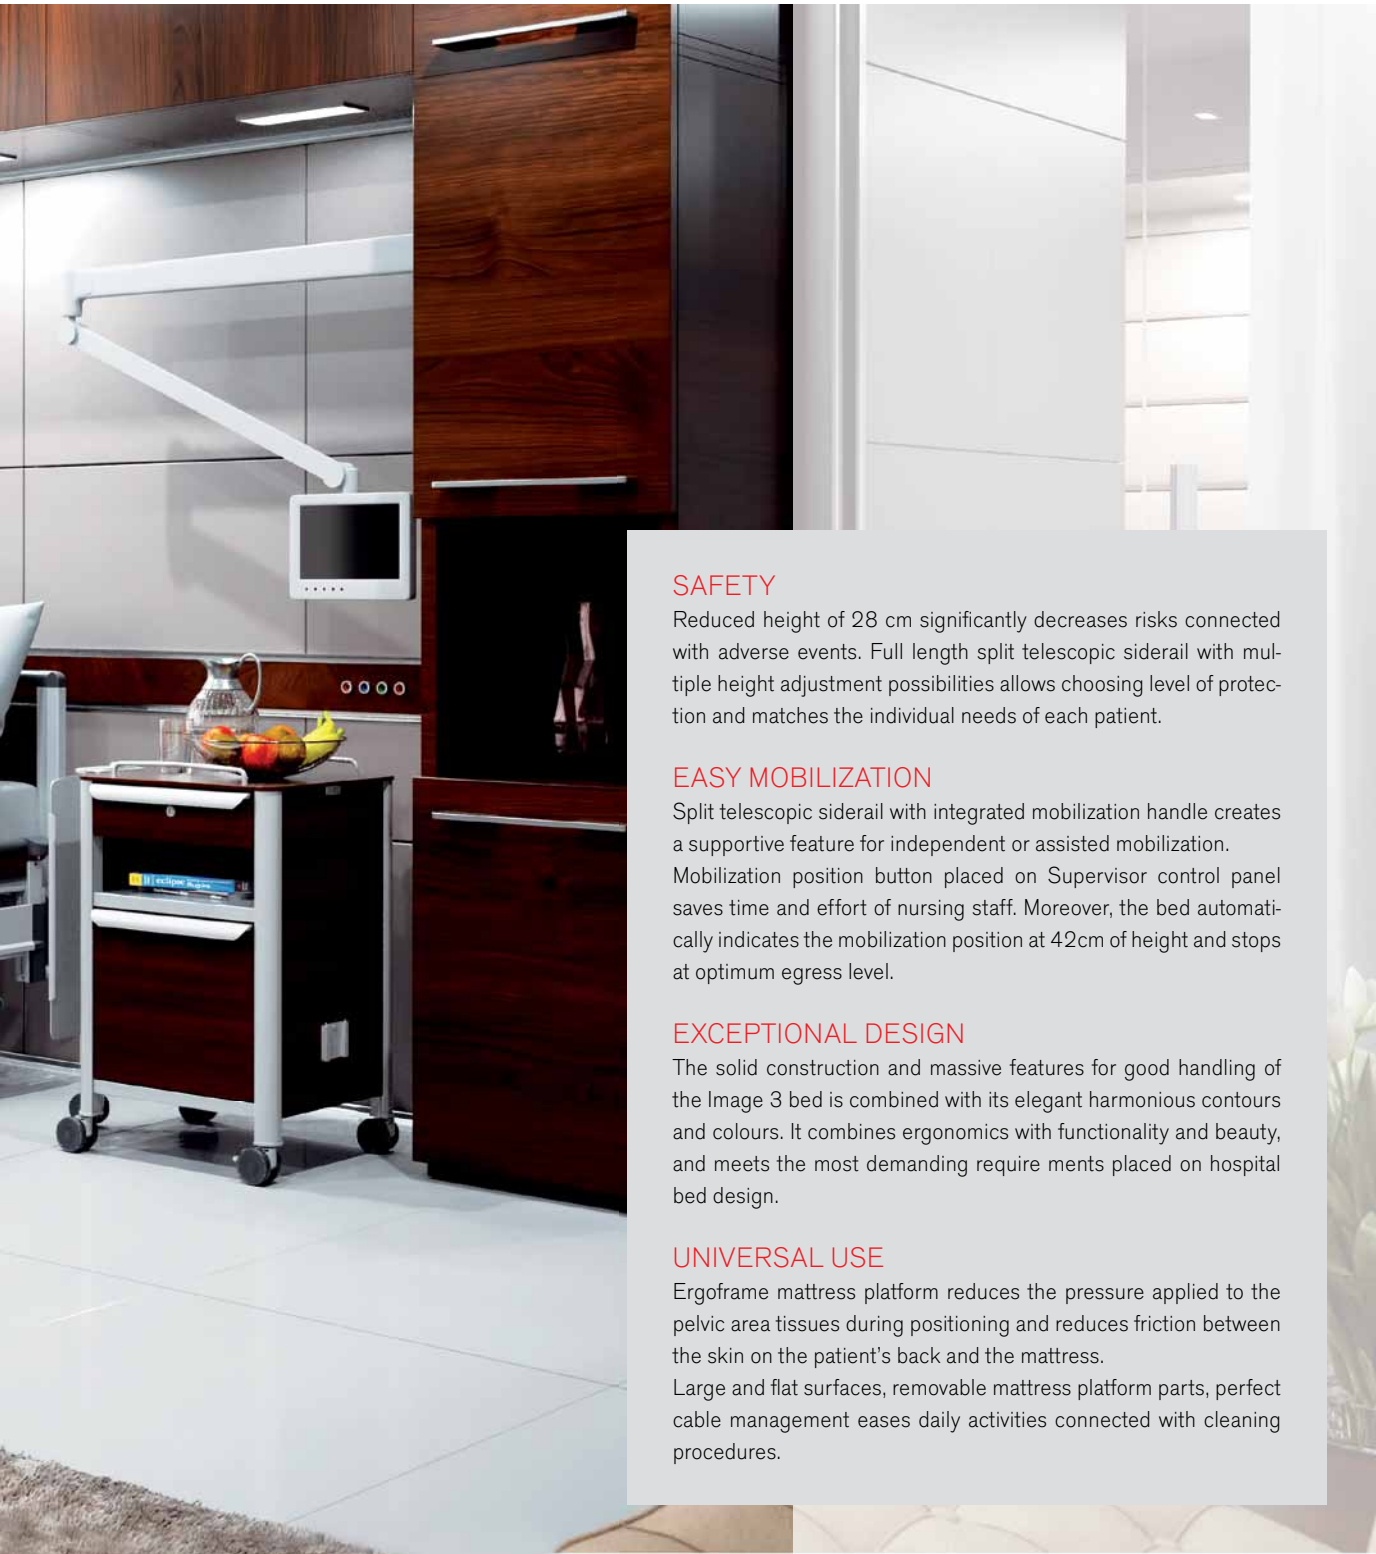 SAFETY
Reduced height of 28 cm significantly decreases risks connected
with adverse events. Full length split telescopic siderail with mul-
tiple height adjustment possibilities allows choosing level of protec-
tion and matches the individual needs of each patient.
EASY MOBILIZATION
Split telescopic siderail with integrated mobilization handle creates
a supportive feature for independent or assisted mobilization.
Mobilization position button placed on Supervisor control panel
saves time and effort of nursing staff. Moreover, the bed automati-
cally indicates the mobilization position at 42cm of height and stops
at optimum egress level.
EXCEPTIONAL DESIGN
The solid construction and massive features for good handling of
the Image 3 bed is combined with its elegant harmonious contours
and colours. It combines ergonomics with functionality and beauty,
and meets the most demanding require ments placed on hospital
bed design.
UNIVERSAL USE
Ergoframe mattress platform reduces the pressure applied to the
pelvic area tissues during positioning and reduces friction between
the skin on the patient's back and the mattress.
Large and flat surfaces, removable mattress platform parts, perfect
cable management eases daily activities connected with cleaning
procedures.
eclipse